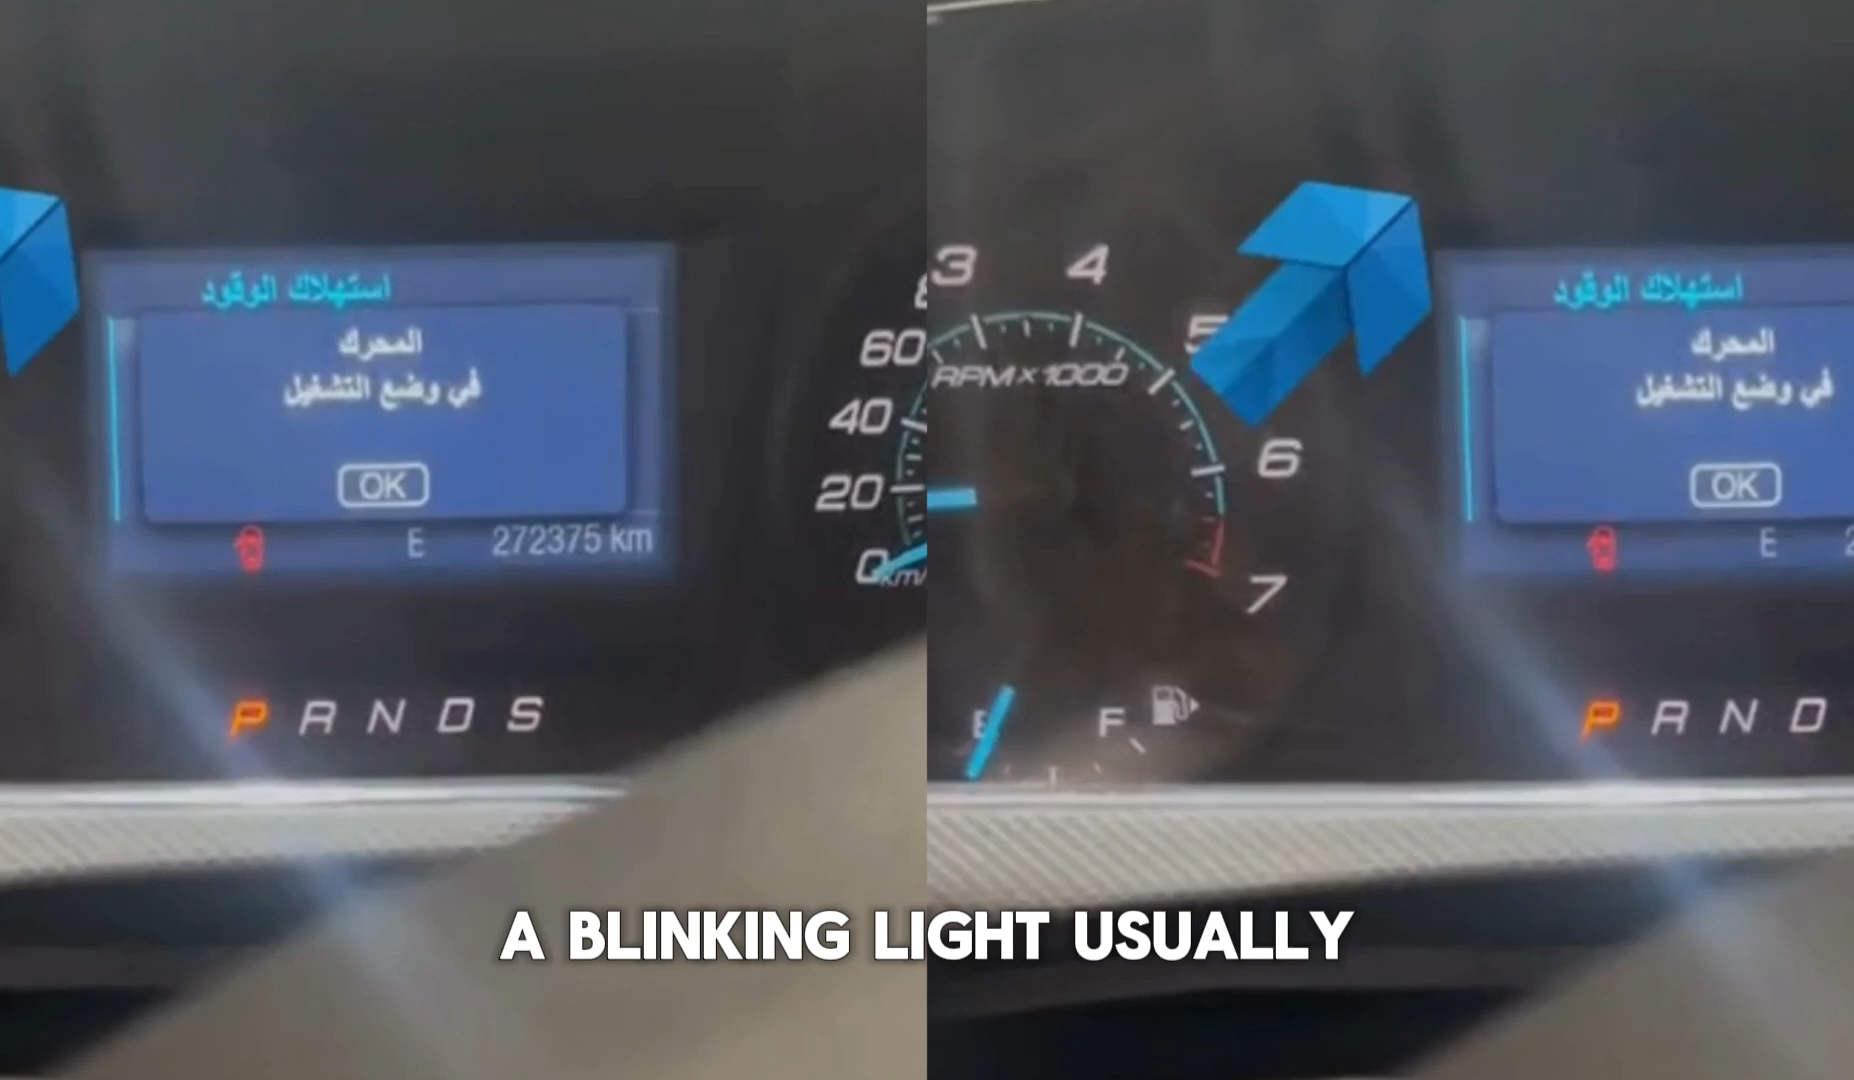 استهلاك الوقود
المحرك
في وضع التشغيل
OK
E 272375 km
P R N D S
60
40
20
0
km/
3
4
5
6
7
RPM×1000
E
F
استهلاك الوقود
المحرك
في وضع التشغيل
OK
E
P R N D
A BLINKING LIGHT USUALLY